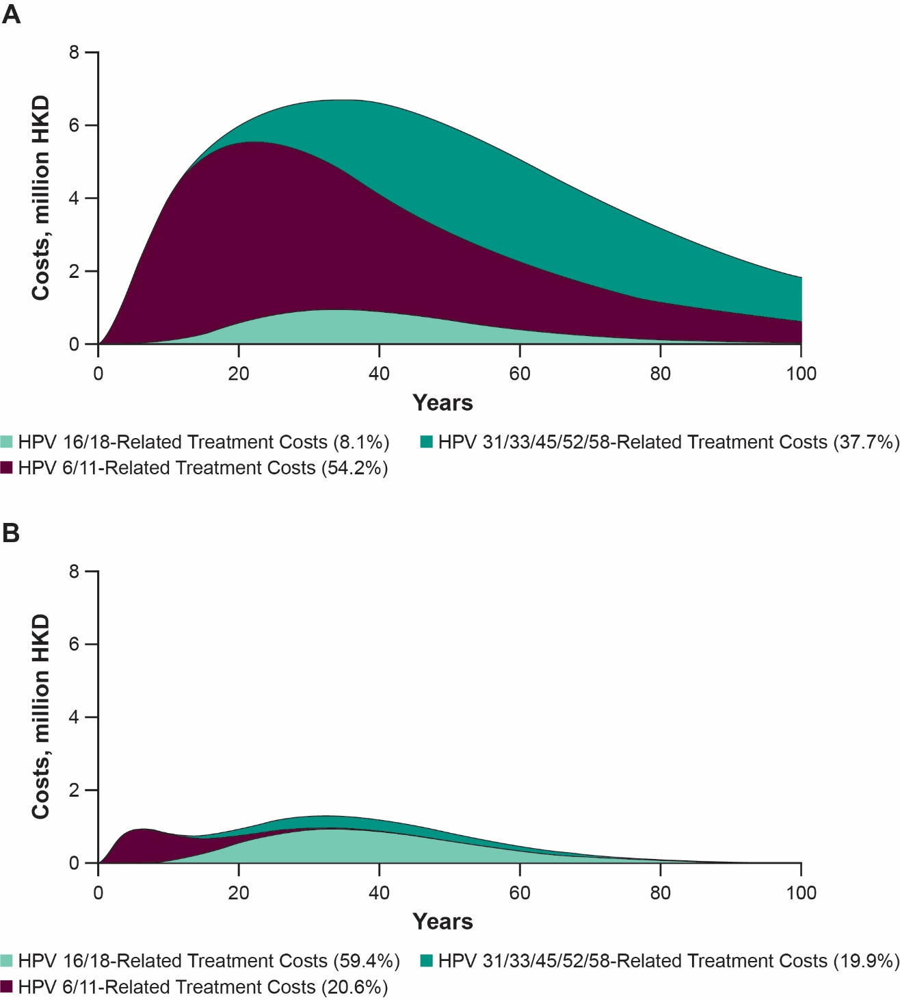 A
Costs, million HKD
8
6
4
2
0
0 20 40 60 80 100
Years
HPV 16/18-Related Treatment Costs (8.1%) HPV 31/33/45/52/58-Related Treatment Costs (37.7%)
HPV 6/11-Related Treatment Costs (54.2%)
B
Costs, million HKD
8
6
4
2
0
0 20 40 60 80 100
Years
HPV 16/18-Related Treatment Costs (59.4%) HPV 31/33/45/52/58-Related Treatment Costs (19.9%)
HPV 6/11-Related Treatment Costs (20.6%)